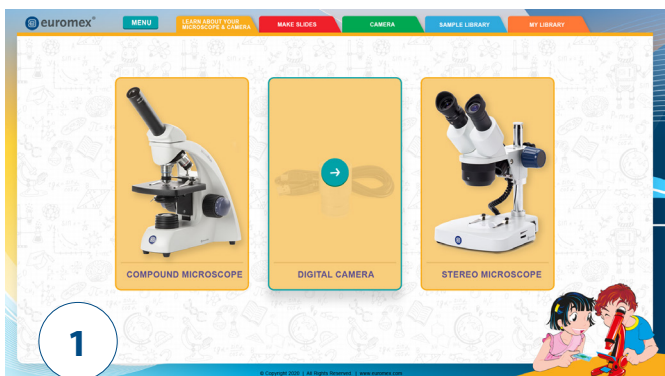 euromex®
MENU
LEARN ABOUT YOUR
MICROSCOPE & CAMERA
MAKE SLIDES
CAMERA
SAMPLE LIBRARY
MY LIBRARY
COMPOUND MICROSCOPE
DIGITAL CAMERA
STEREO MICROSCOPE
1
© Copyright 2020 | All Rights Reserved | www.euromex.com